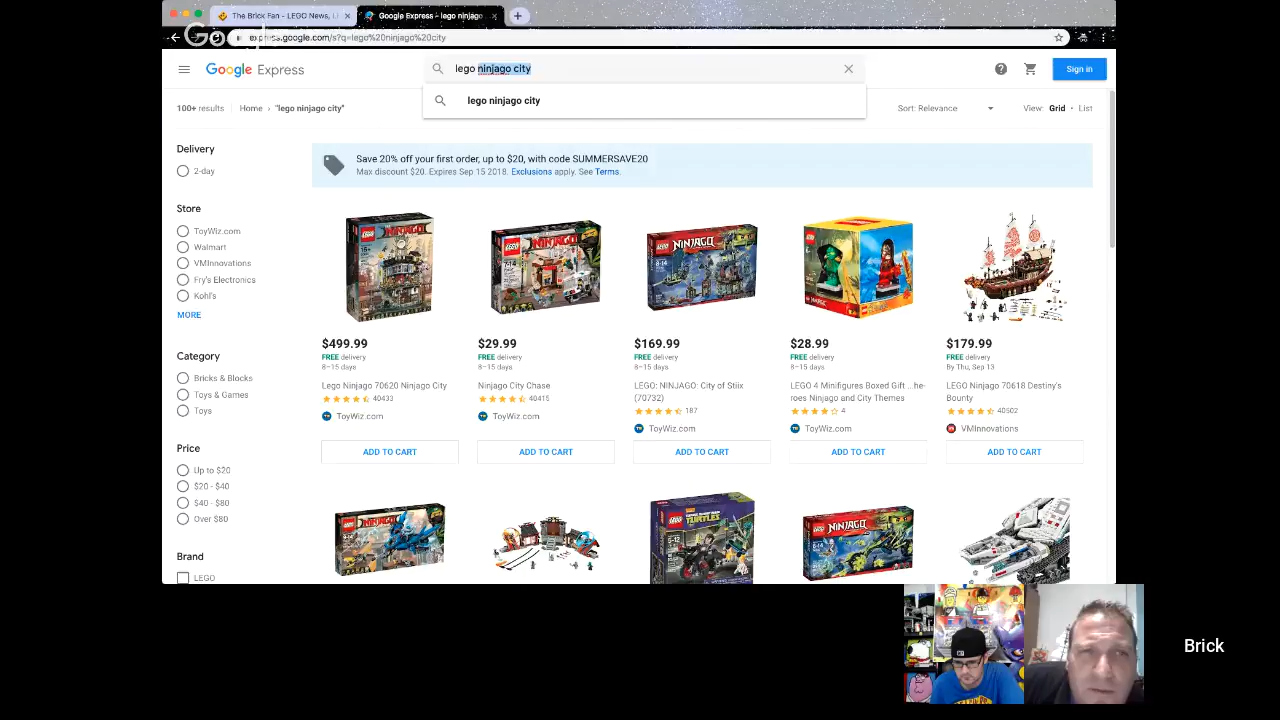 The Brick Fan - LEGO News, L
Google Express - lego ninjago
express.google.com/s?q=lego%20ninjago%20city
Google Express
lego ninjago city
Sign in
lego ninjago city
100+ results
Home › "lego ninjago city"
Sort: Relevance
View: Grid • List
Delivery
2-day
Save 20% off your first order, up to $20, with code SUMMERSAVE20
Max discount $20. Expires Sep 15 2018. Exclusions apply. See Terms.
Store
ToyWiz.com
Walmart
VMInnovations
Fry's Electronics
Kohl's
MORE
Category
Bricks & Blocks
Toys & Games
Toys
Price
Up to $20
$20 - $40
$40 - $80
Over $80
Brand
LEGO
$499.99
FREE delivery
8–15 days
Lego Ninjago 70620 Ninjago City
40433
ToyWiz.com
ADD TO CART
$29.99
FREE delivery
8–15 days
Ninjago City Chase
40415
ToyWiz.com
ADD TO CART
$169.99
FREE delivery
8–15 days
LEGO: NINJAGO: City of Stiix
(70732)
187
ToyWiz.com
ADD TO CART
$28.99
FREE delivery
8–15 days
LEGO 4 Minifigures Boxed Gift ...he-
roes Ninjago and City Themes
4
ToyWiz.com
ADD TO CART
$179.99
FREE delivery
By Thu, Sep 13
LEGO Ninjago 70618 Destiny's
Bounty
40502
VMInnovations
ADD TO CART
Brick